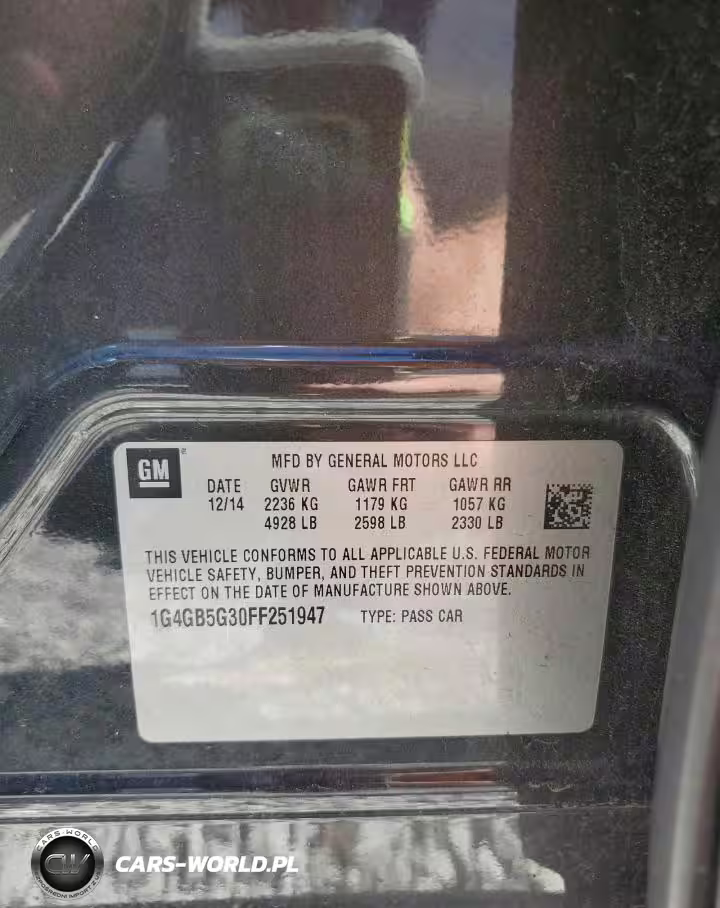 GM
MFD BY GENERAL MOTORS LLC
DATE GVWR GAWR FRT GAWR RR
12/14 2236 KG 1179 KG 1057 KG
4928 LB 2598 LB 2330 LB
THIS VEHICLE CONFORMS TO ALL APPLICABLE U.S. FEDERAL MOTOR
VEHICLE SAFETY, BUMPER, AND THEFT PREVENTION STANDARDS IN
EFFECT ON THE DATE OF MANUFACTURE SHOWN ABOVE.
1G4GB5G30FF251947 TYPE: PASS CAR
CARS-WORLD
CW
CARS-WORLD.PL